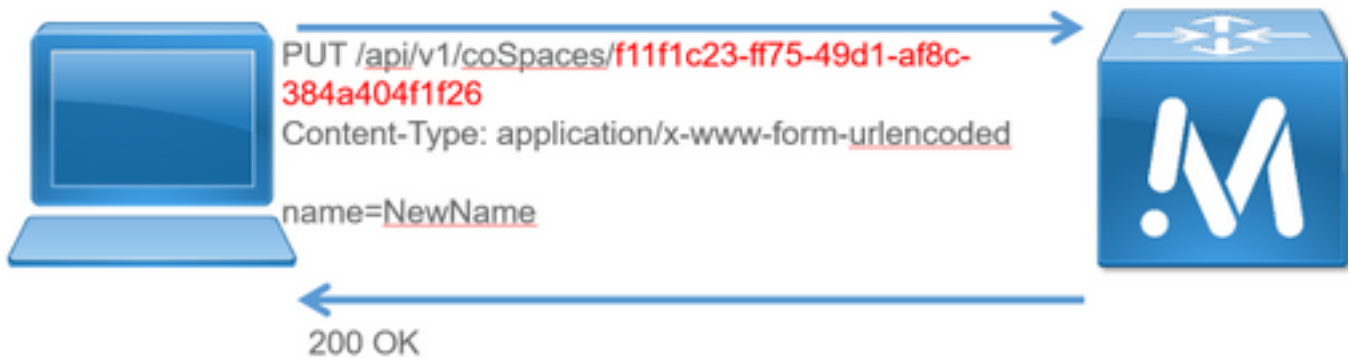 PUT /api/v1/coSpaces/f11f1c23-ff75-49d1-af8c-
384a404f1f26
Content-Type: application/x-www-form-urlencoded
name=NewName
200 OK